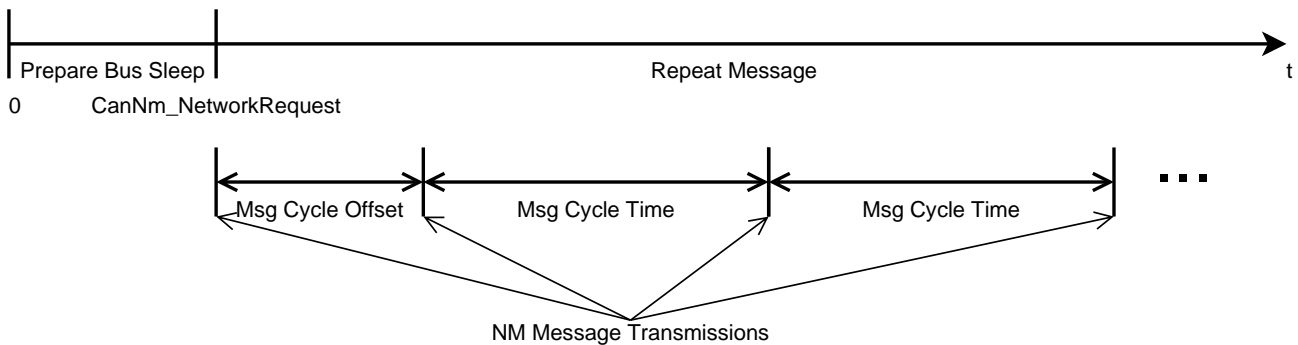 Prepare Bus Sleep Repeat Message t
0 CanNm_NetworkRequest
Msg Cycle Offset Msg Cycle Time Msg Cycle Time
NM Message Transmissions